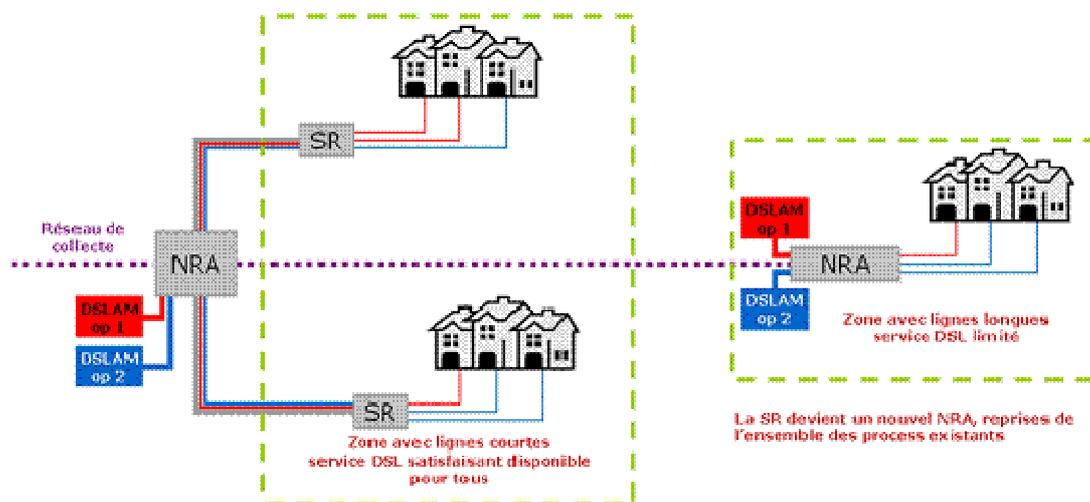 SR
Réseau de
collecte
NRA
DSLAM
op 1
DSLAM
op 2
SR
Zone avec lignes courtes
service DSL satisfaisant disponible
pour tous
DSLAM
op 1
NRA
DSLAM
op 2
Zone avec lignes longues
service DSL limité
La SR devient un nouvel NRA, reprises de
l'ensemble des process existants